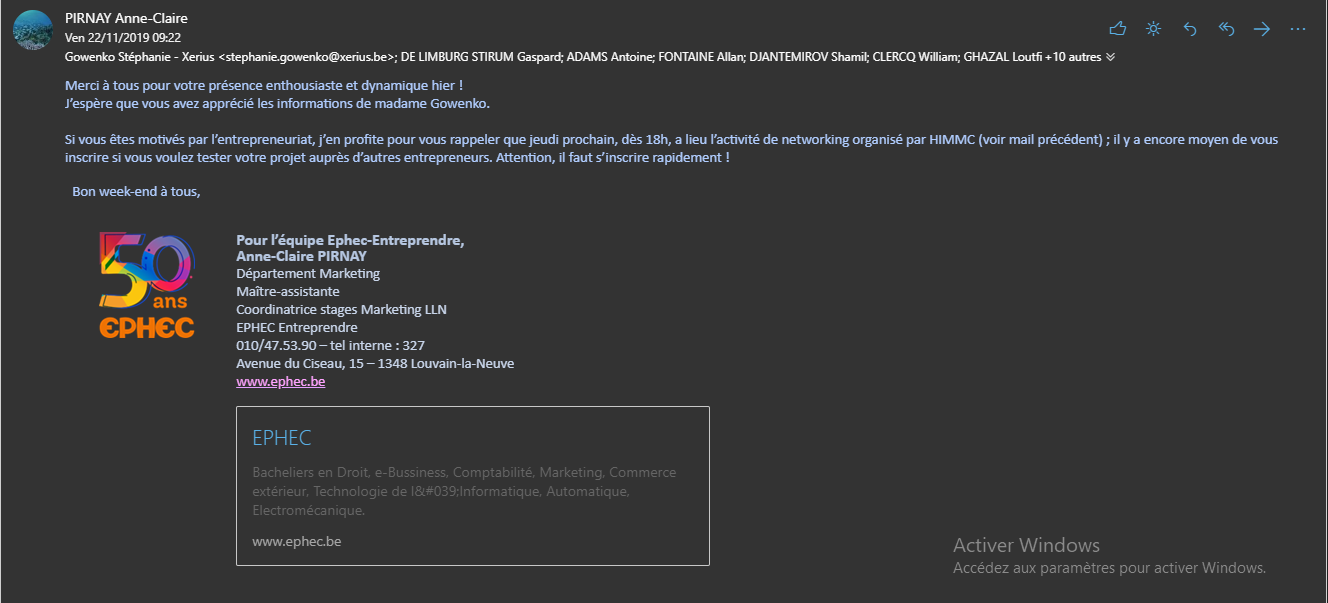 PIRNAY Anne-Claire
Ven 22/11/2019 09:22
Gowenko Stéphanie - Xerius <stephanie.gowenko@xerius.be>; DE LIMBURG STIRUM Gaspard; ADAMS Antoine; FONTAINE Allan; DJANTEMIROV Shamil; CLERCQ William; GHAZAL Loutfi +10 autres
Merci à tous pour votre présence enthousiaste et dynamique hier !
J'espère que vous avez apprécié les informations de madame Gowenko.
Si vous êtes motivés par l'entrepreneuriat, j'en profite pour vous rappeler que jeudi prochain, dès 18h, a lieu l'activité de networking organisé par HIMMC (voir mail précédent) ; il y a encore moyen de vous
inscrire si vous voulez tester votre projet auprès d'autres entrepreneurs. Attention, il faut s'inscrire rapidement !
Bon week-end à tous,
50
ans
EPHEC
Pour l'équipe Ephec-Entreprendre,
Anne-Claire PIRNAY
Département Marketing
Maître-assistante
Coordinatrice stages Marketing LLN
EPHEC Entreprendre
010/47.53.90 – tel interne : 327
Avenue du Ciseau, 15 – 1348 Louvain-la-Neuve
www.ephec.be
EPHEC
Bacheliers en Droit, e-Bussiness, Comptabilité, Marketing, Commerce
extérieur, Technologie de l&#039;Informatique, Automatique,
Electromécanique.
www.ephec.be
Activer Windows
Accédez aux paramètres pour activer Windows.